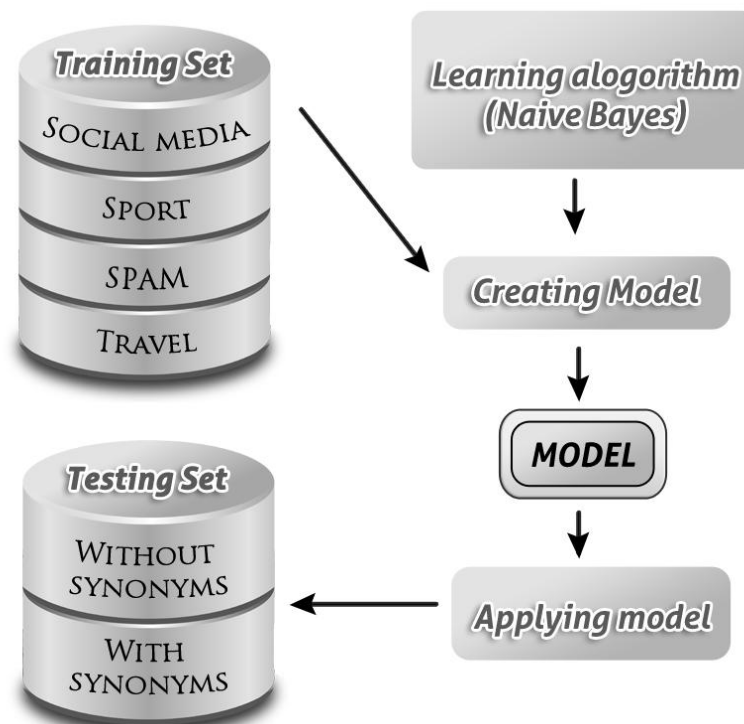 Training Set
SOCIAL MEDIA
SPORT
SPAM
TRAVEL
Learning alogorithm
(Naive Bayes)
Creating Model
MODEL
Applying model
Testing Set
WITHOUT
SYNONYMS
WITH
SYNONYMS